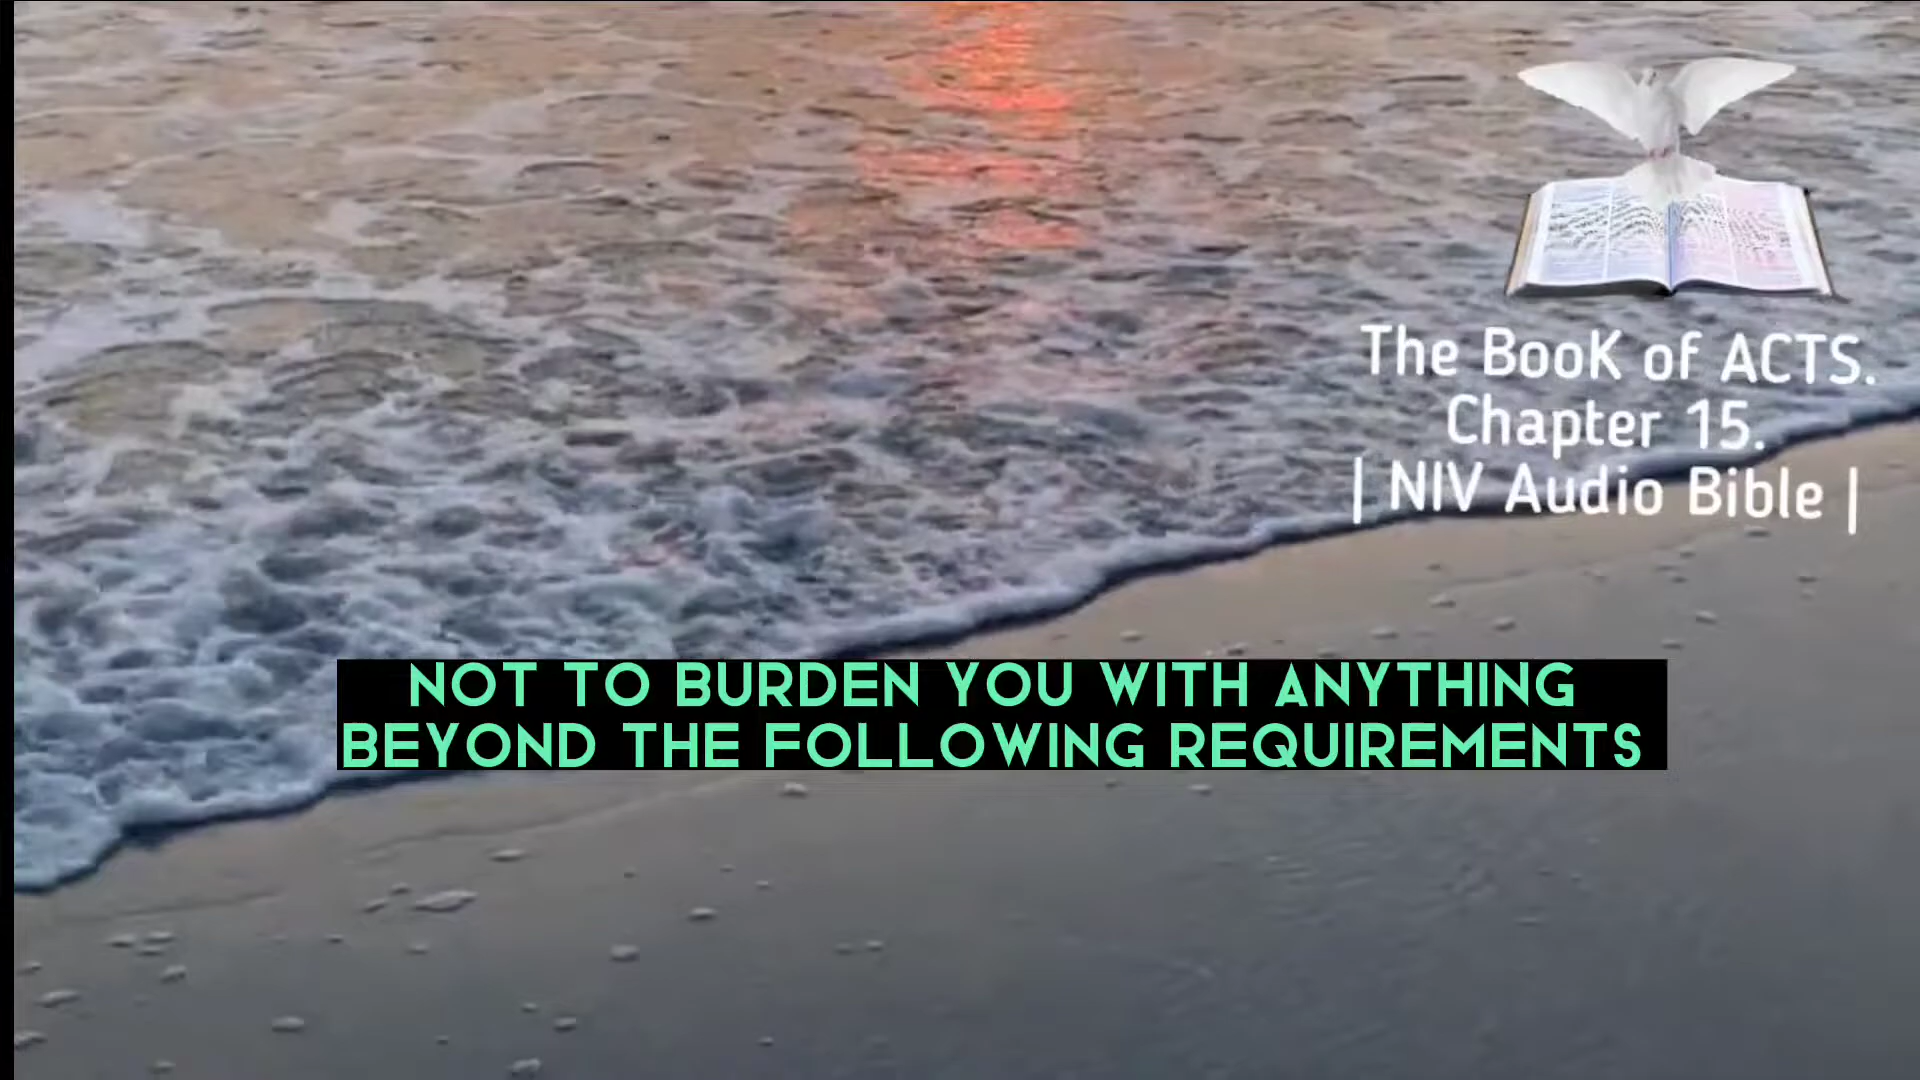 The BooK of ACTS.
Chapter 15.
| NIV Audio Bible |
NOT TO BURDEN YOU WITH ANYTHING
BEYOND THE FOLLOWING REQUIREMENTS